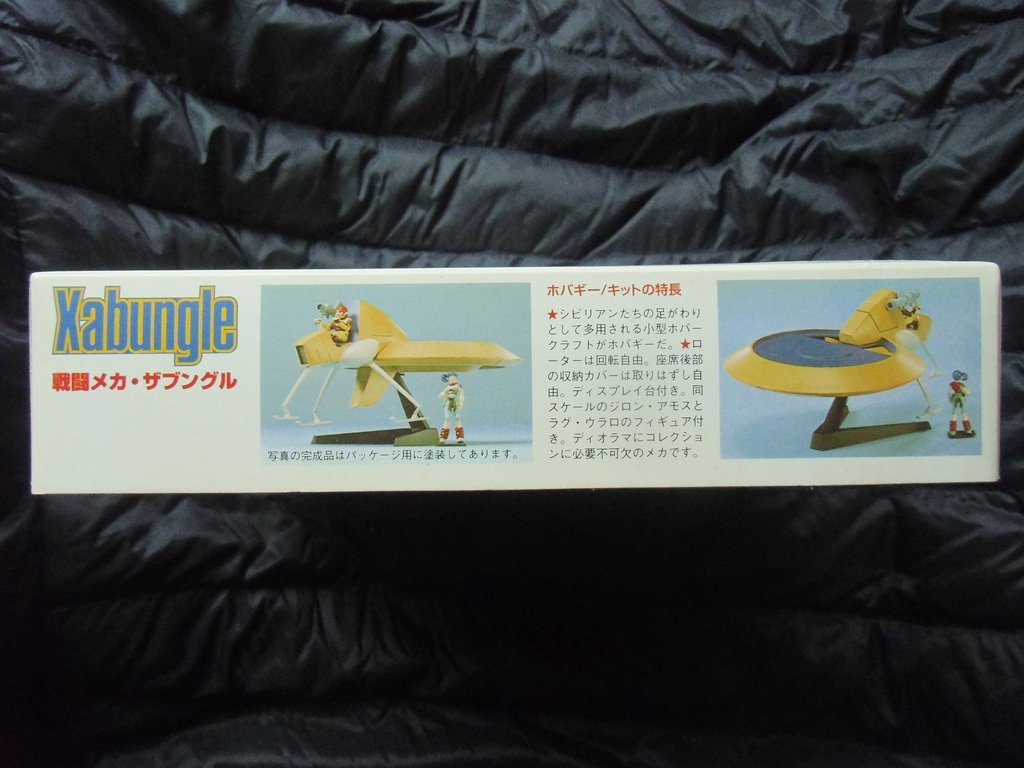 Xabungle
戦闘メカ・ザブングル
写真の完成品はパッケージ用に塗装してあります。
ホバギー/キットの特長
★シビリアンたちの足がわり
として多用される小型ホバー
クラフトがホバギーだ。★ロ
ーターは回転自由。座席後部
の収納カバーは取りはずし自
由。ディスプレイ台付き。同
スケールのジロン・アモスと
ラグ・ウラロのフィギュア付
き。ディオラマにコレクショ
ンに必要不可欠のメカです。